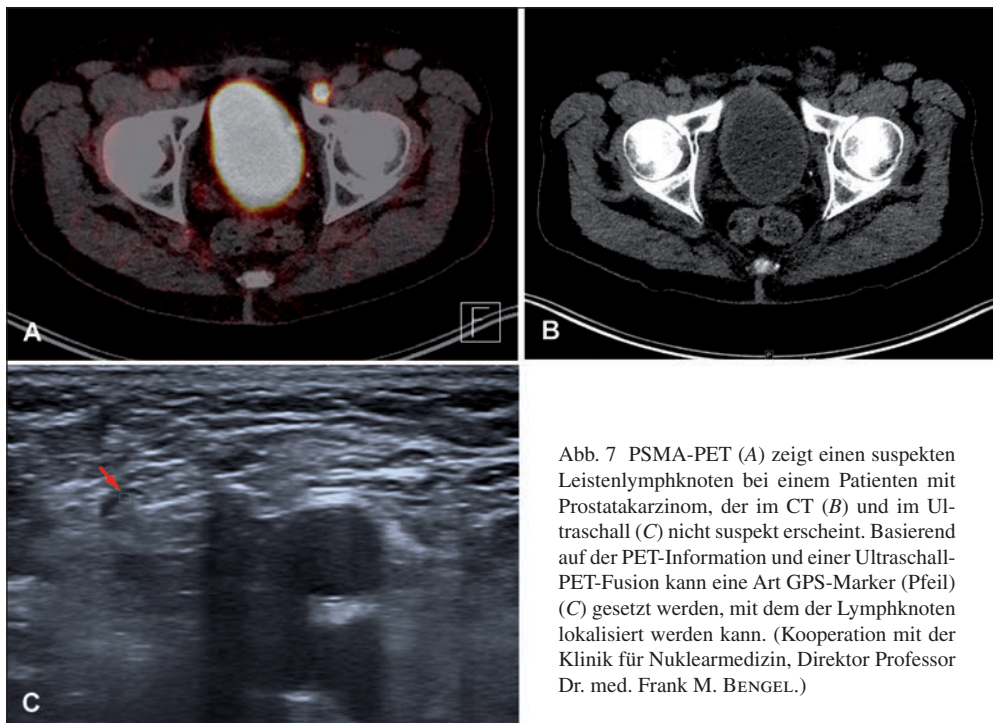 A
F
B
C
Abb. 7 PSMA-PET (A) zeigt einen suspekten
Leistenlymphknoten bei einem Patienten mit
Prostatakarzinom, der im CT (B) und im Ul-
traschall (C) nicht suspekt erscheint. Basierend
auf der PET-Information und einer Ultraschall-
PET-Fusion kann eine Art GPS-Marker (Pfeil)
(C) gesetzt werden, mit dem der Lymphknoten
lokalisiert werden kann. (Kooperation mit der
Klinik für Nuklearmedizin, Direktor Professor
Dr. med. Frank M. BENGEL.)